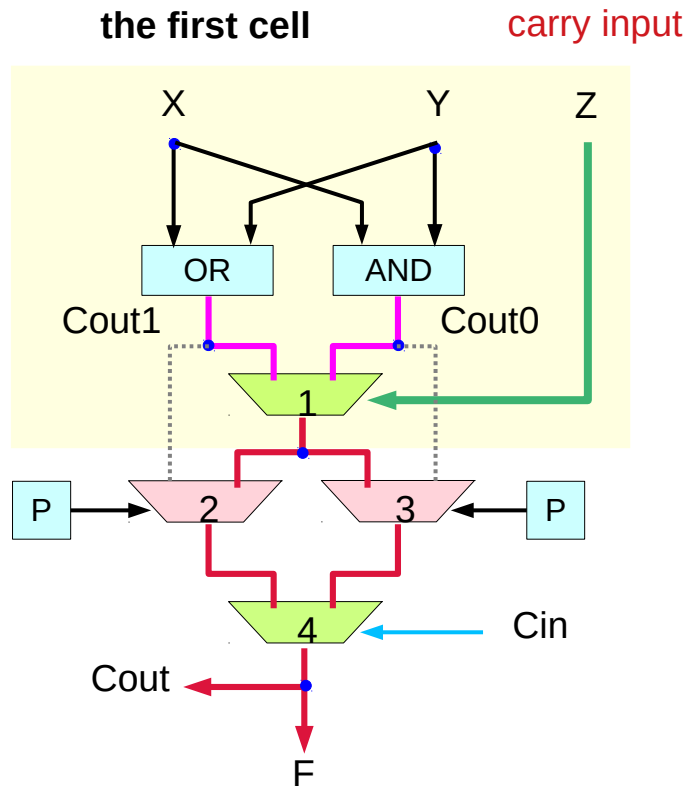 the first cell
carry input
X
Y
Z
OR
AND
Cout1
Cout0
1
P
2
3
P
4
Cin
Cout
F